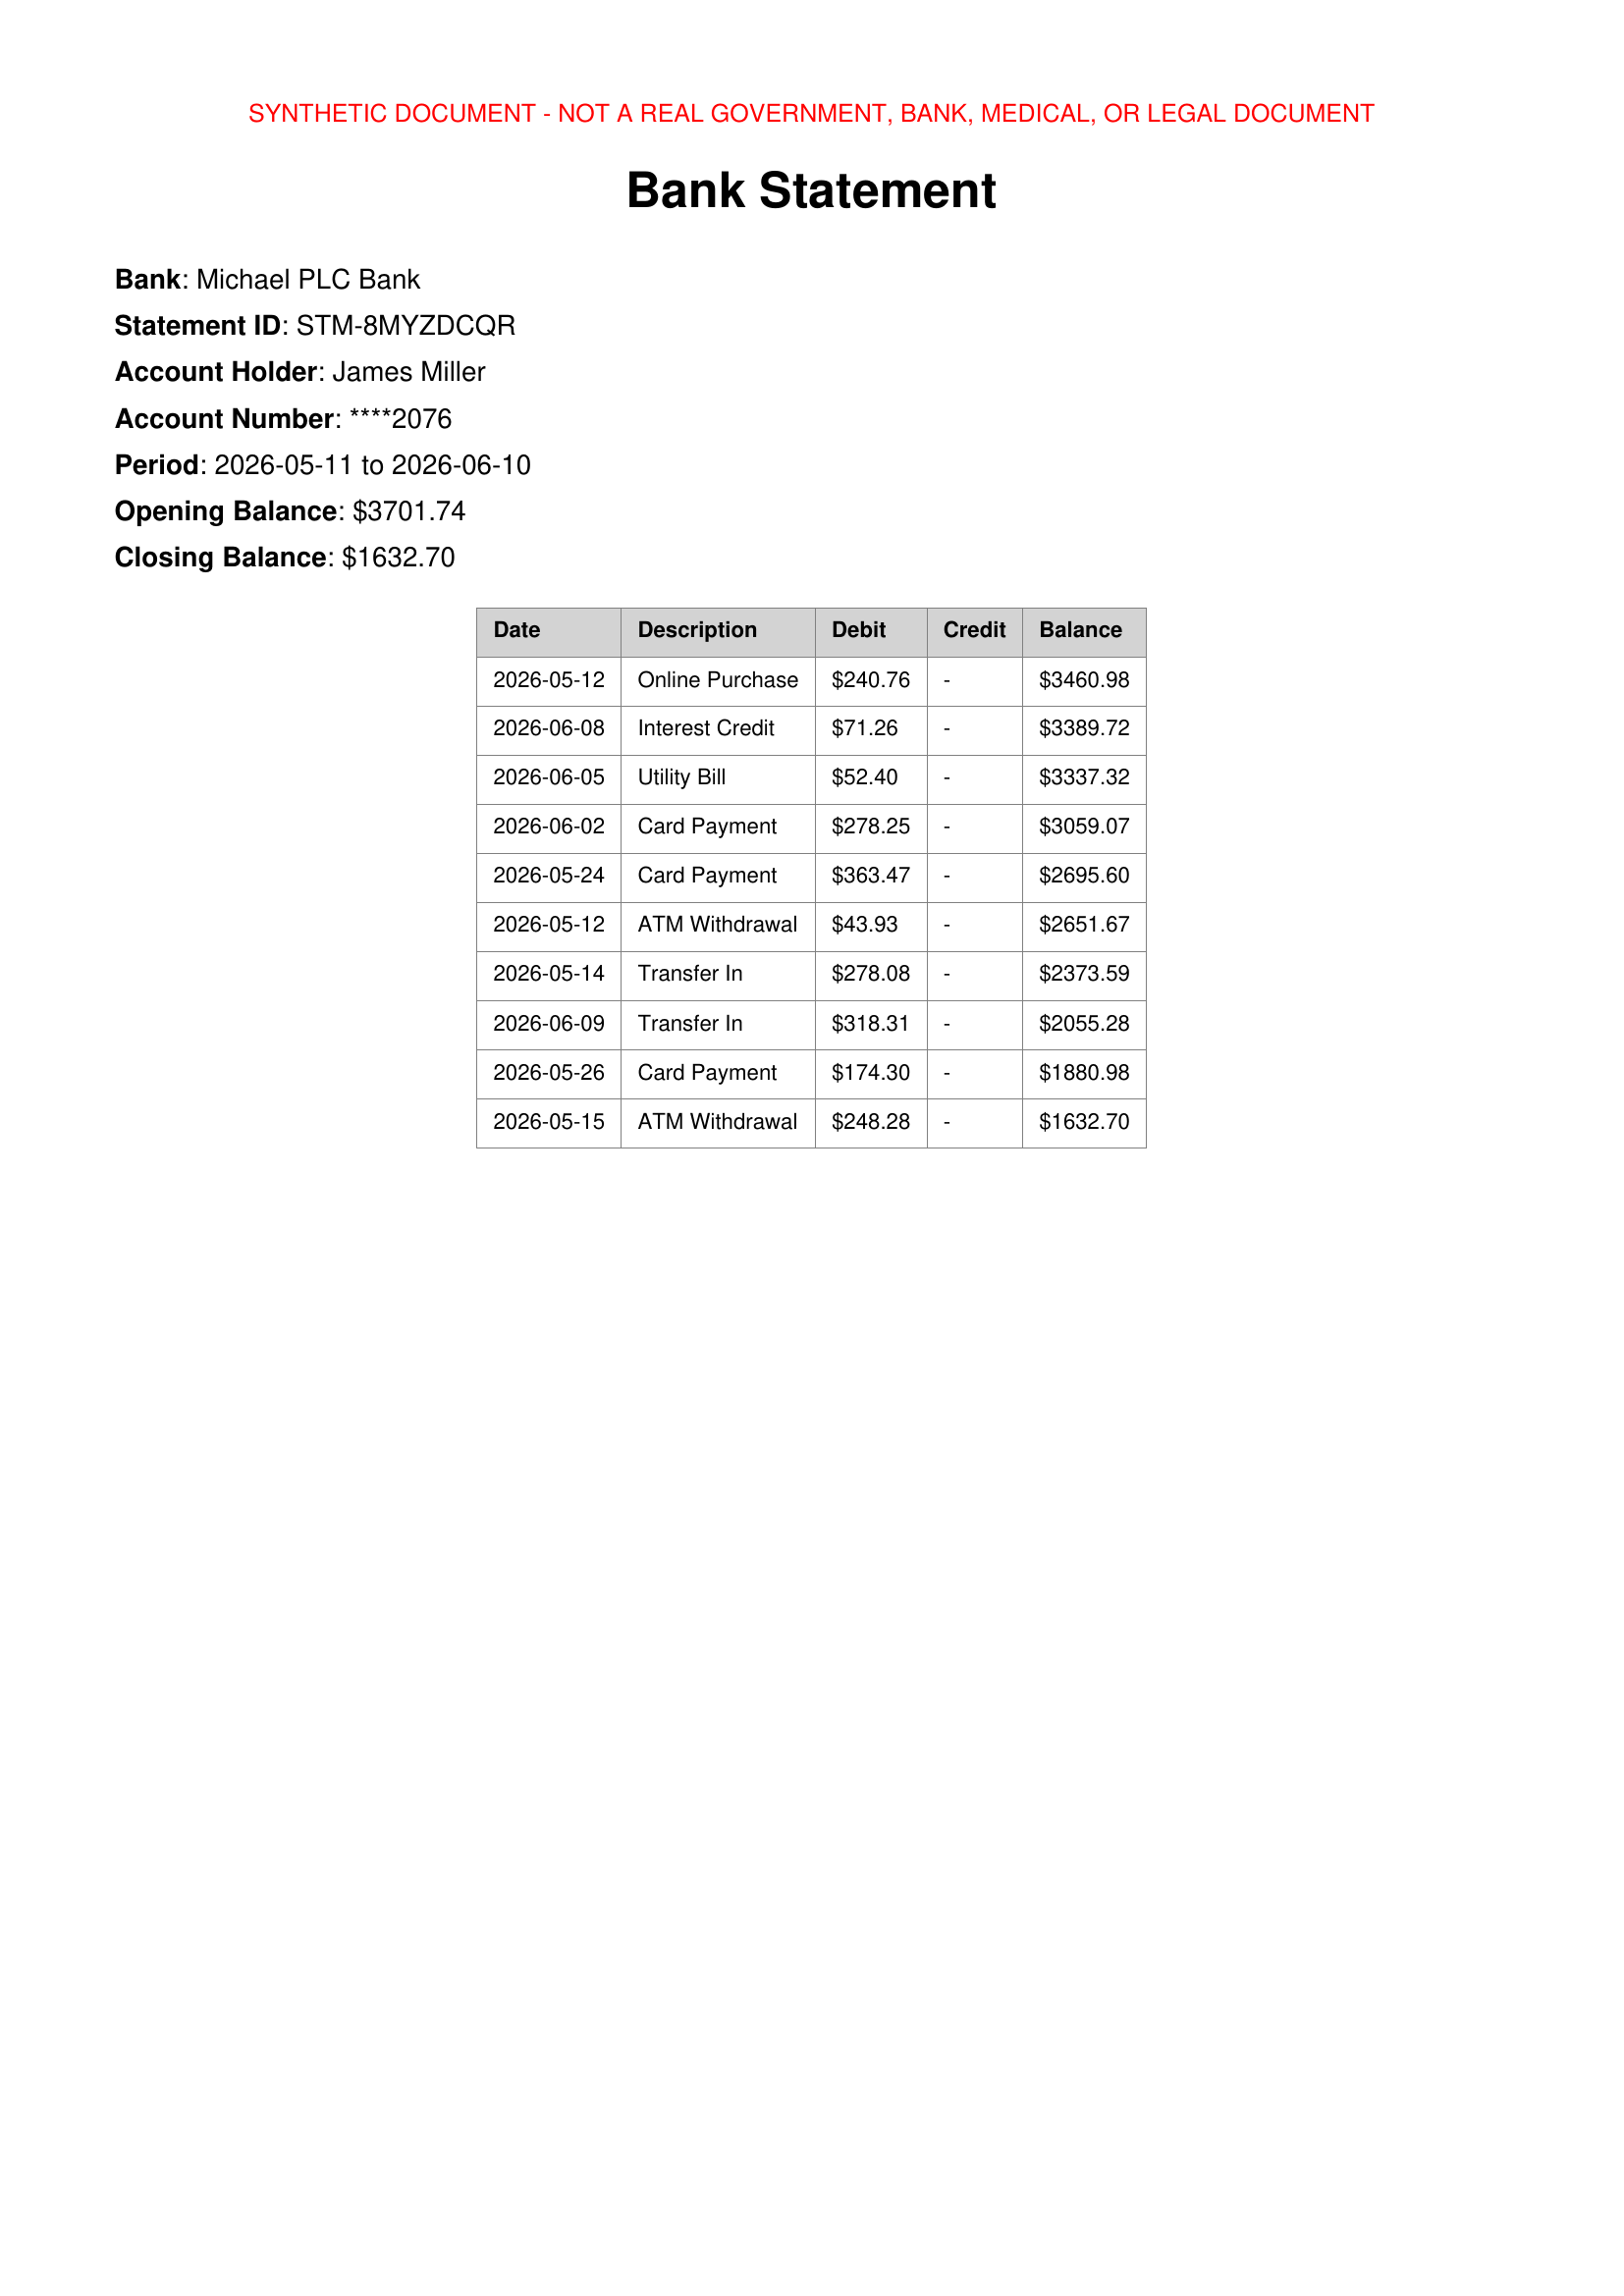 SYNTHETIC DOCUMENT - NOT A REAL GOVERNMENT, BANK, MEDICAL, OR LEGAL DOCUMENT
Bank Statement
Bank: Michael PLC Bank
Statement ID: STM-8MYZDCQR
Account Holder: James Miller
Account Number: ****2076
Period: 2026-05-11 to 2026-06-10
Opening Balance: $3701.74
Closing Balance: $1632.70
Date Description Debit Credit Balance
2026-05-12 Online Purchase $240.76 - $3460.98
2026-06-08 Interest Credit $71.26 - $3389.72
2026-06-05 Utility Bill $52.40 - $3337.32
2026-06-02 Card Payment $278.25 - $3059.07
2026-05-24 Card Payment $363.47 - $2695.60
2026-05-12 ATM Withdrawal $43.93 - $2651.67
2026-05-14 Transfer In $278.08 - $2373.59
2026-06-09 Transfer In $318.31 - $2055.28
2026-05-26 Card Payment $174.30 - $1880.98
2026-05-15 ATM Withdrawal $248.28 - $1632.70